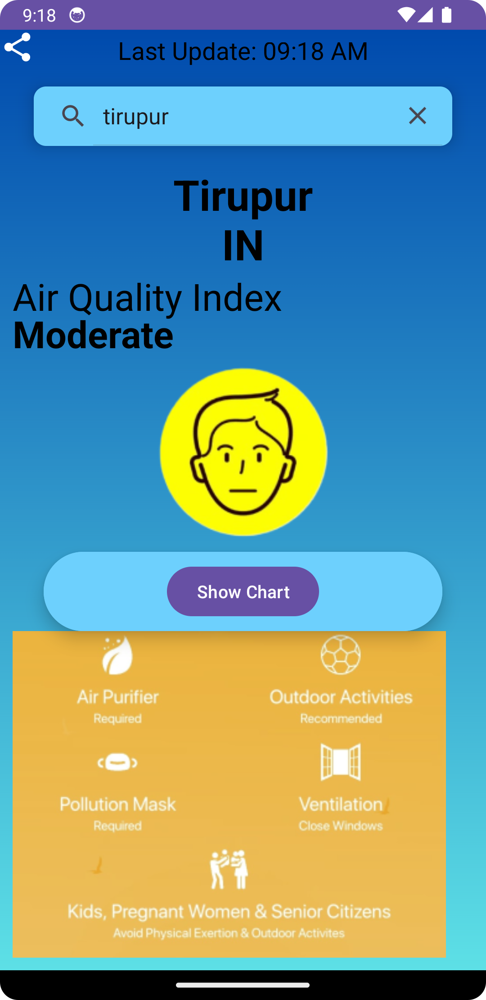 9:18
Last Update: 09:18 AM
tirupur
Tirupur
IN
Air Quality Index
Moderate
Show Chart
Air Purifier
Required
Outdoor Activities
Recommended
Pollution Mask
Required
Ventilation
Close Windows
Kids, Pregnant Women & Senior Citizens
Avoid Physical Exertion & Outdoor Activites